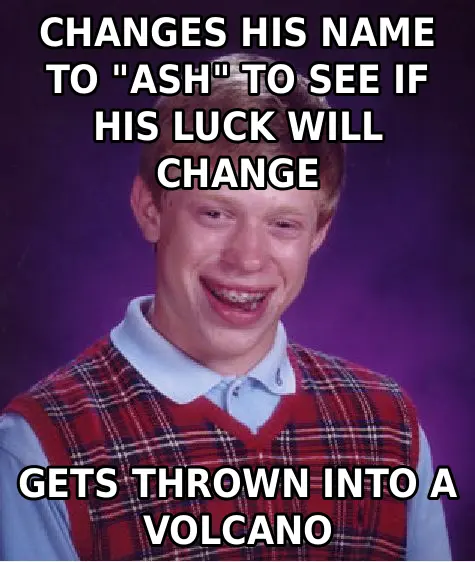 CHANGES HIS NAME
TO "ASH" TO SEE IF
HIS LUCK WILL
CHANGE
GETS THROWN INTO A
VOLCANO